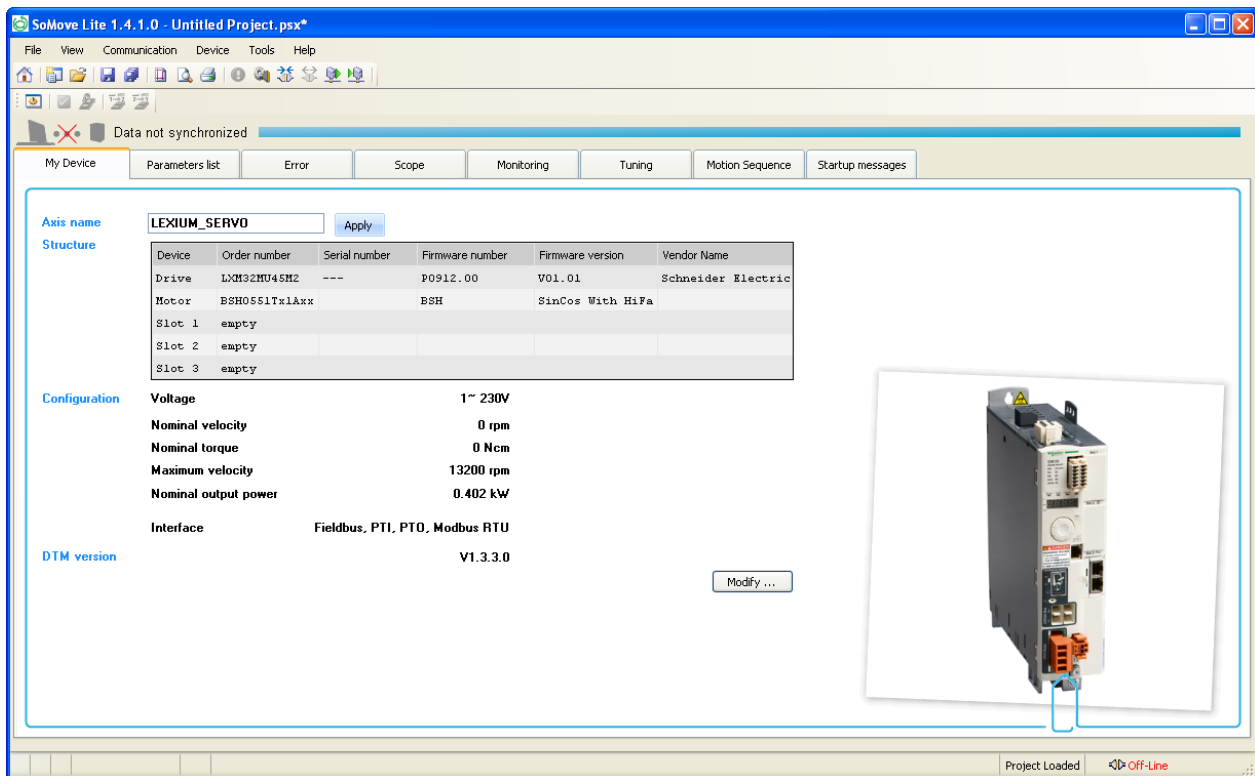 SoMove Lite 1.4.1.0 - Untitled Project.psx*
File View Communication Device Tools Help
Data not synchronized
My Device Parameters list Error Scope Monitoring Tuning Motion Sequence Startup messages
Axis name LEXIUM_SERVO Apply
Structure
Device Order number Serial number Firmware number Firmware version Vendor Name
Drive LXM32MU45M2 --- P0912.00 V01.01 Schneider Electric
Motor BSH0551Tx1Axx BSH SinCos With HiFa
Slot 1 empty
Slot 2 empty
Slot 3 empty
Configuration Voltage 1~ 230V
Nominal velocity 0 rpm
Nominal torque 0 Ncm
Maximum velocity 13200 rpm
Nominal output power 0.402 kW
Interface Fieldbus, PTI, PTO, Modbus RTU
DTM version V1.3.3.0
Modify ...
Project Loaded Off-Line